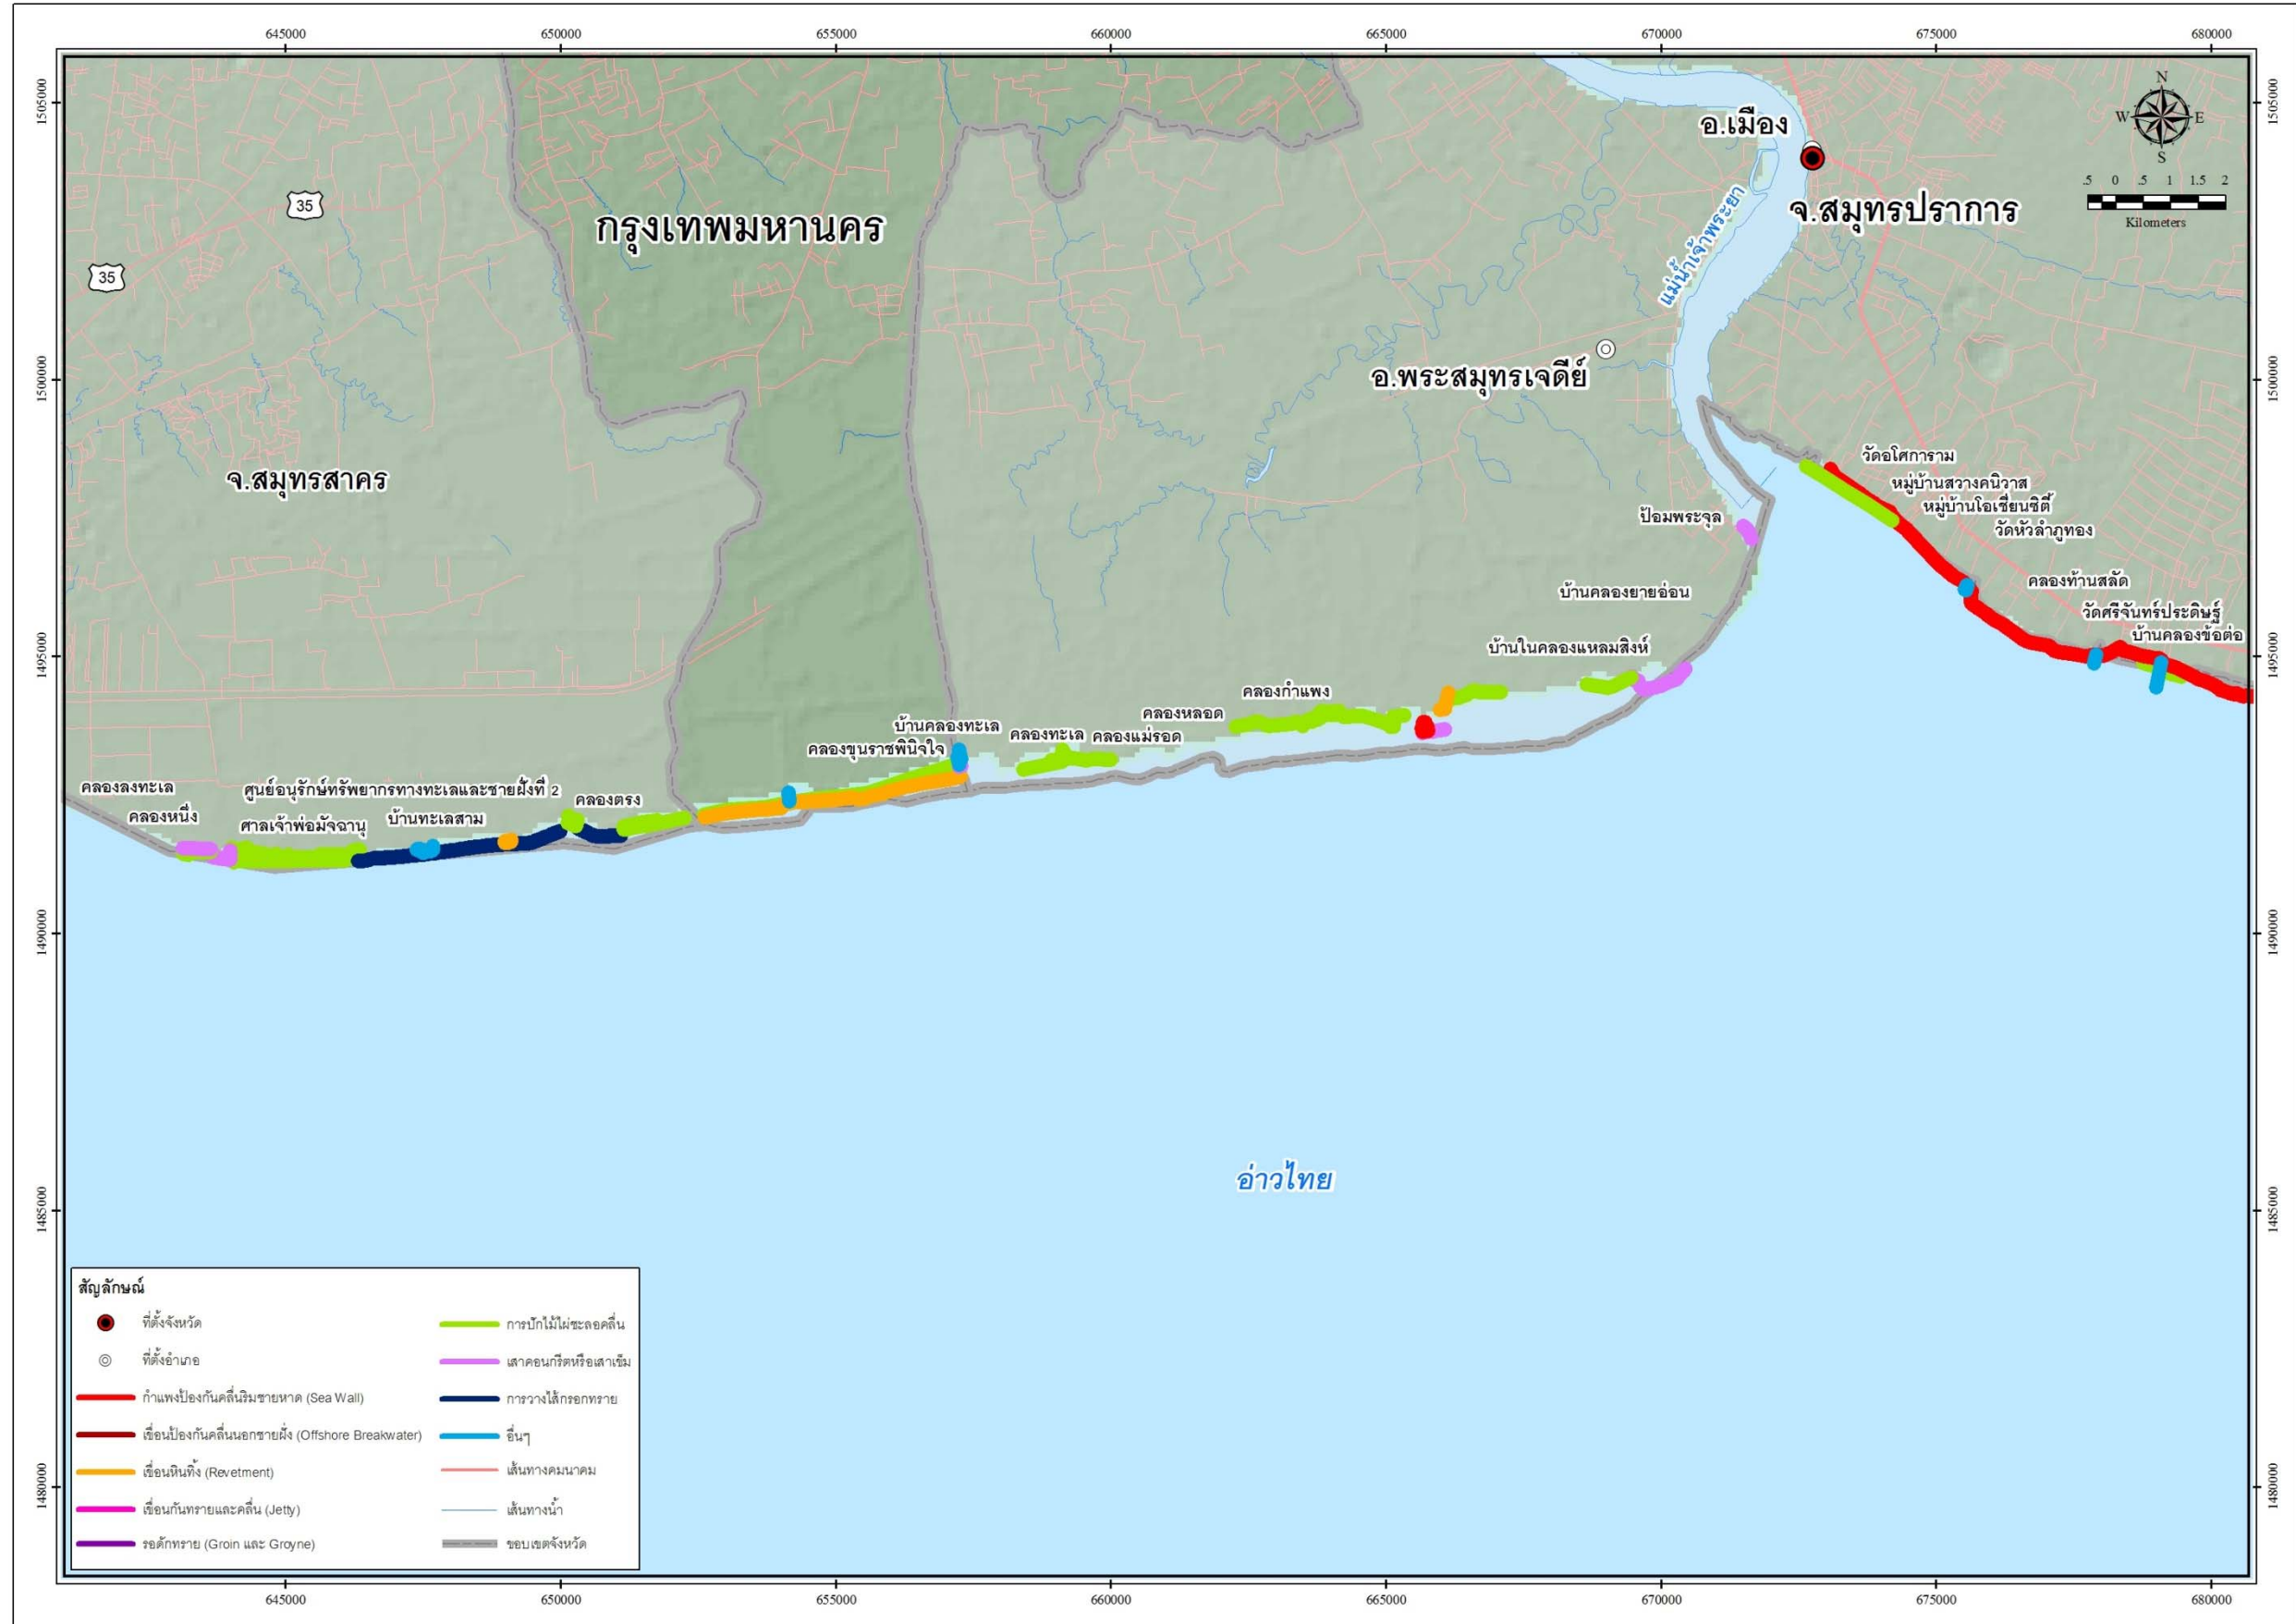 645000 650000 655000 660000 665000 670000 675000 680000
1505000
1500000
1495000
1490000
1485000
1480000
1505000
1500000
1495000
1490000
1485000
1480000
N
W E
S
.5 0 .5 1 1.5 2
Kilometers
อ.เมือง
จ.สมุทรปราการ
กรุงเทพมหานคร
35
35
แม่น้ำเจ้าพระยา
อ.พระสมุทรเจดีย์
จ.สมุทรสาคร
วัดอโศการาม
หมู่บ้านสวางคนิวาส
หมู่บ้านโอเชี่ยนซิตี้
วัดหัวลำภูทอง
ป้อมพระจุล
คลองท้านสลัด
บ้านคลองยายอ่อน
วัดศรีจันทร์ประดิษฐ์
บ้านคลองข้อต่อ
บ้านในคลองแหลมสิงห์
คลองกำแพง
คลองหลอด
บ้านคลองทะเล
คลองทะเล
คลองแม่รอด
คลองขุนราชพินิจใจ
คลองลงทะเล
ศูนย์อนุรักษ์ทรัพยากรทางทะเลและชายฝั่งที่ 2
คลองตรง
คลองหนึ่ง
ศาลเจ้าพ่อมัจฉานุ
บ้านทะเลสาม
อ่าวไทย
สัญลักษณ์
ที่ตั้งจังหวัด
ที่ตั้งอำเภอ
กำแพงป้องกันคลื่นริมชายหาด (Sea Wall)
เขื่อนป้องกันคลื่นนอกชายฝั่ง (Offshore Breakwater)
เขื่อนหินทิ้ง (Revetment)
เขื่อนกันทรายและคลื่น (Jetty)
รอดักทราย (Groin และ Groyne)
การปักไม้ไผ่ชะลอคลื่น
เสาคอนกรีตหรือเสาเข็ม
การวางไส้กรอกทราย
อื่นๆ
เส้นทางคมนาคม
เส้นทางน้ำ
ขอบเขตจังหวัด
645000 650000 655000 660000 665000 670000 675000 680000